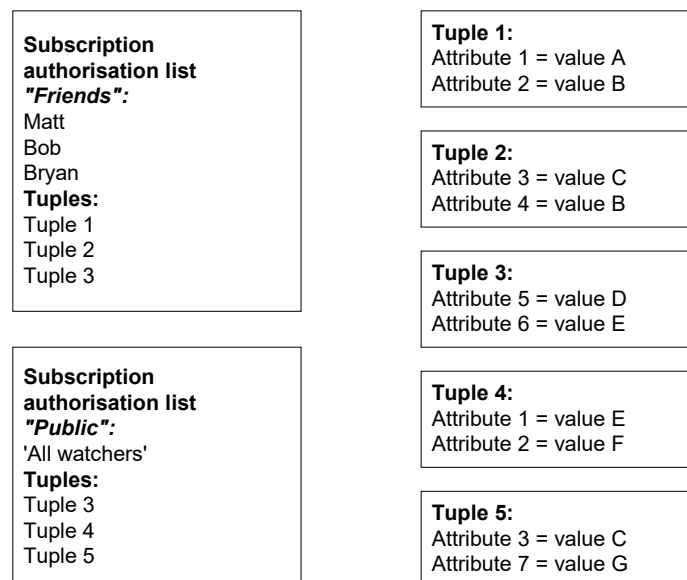 Subscription
authorisation list
"Friends":
Matt
Bob
Bryan
Tuples:
Tuple 1
Tuple 2
Tuple 3
Subscription
authorisation list
"Public":
'All watchers'
Tuples:
Tuple 3
Tuple 4
Tuple 5
Tuple 1:
Attribute 1 = value A
Attribute 2 = value B
Tuple 2:
Attribute 3 = value C
Attribute 4 = value B
Tuple 3:
Attribute 5 = value D
Attribute 6 = value E
Tuple 4:
Attribute 1 = value E
Attribute 2 = value F
Tuple 5:
Attribute 3 = value C
Attribute 7 = value G